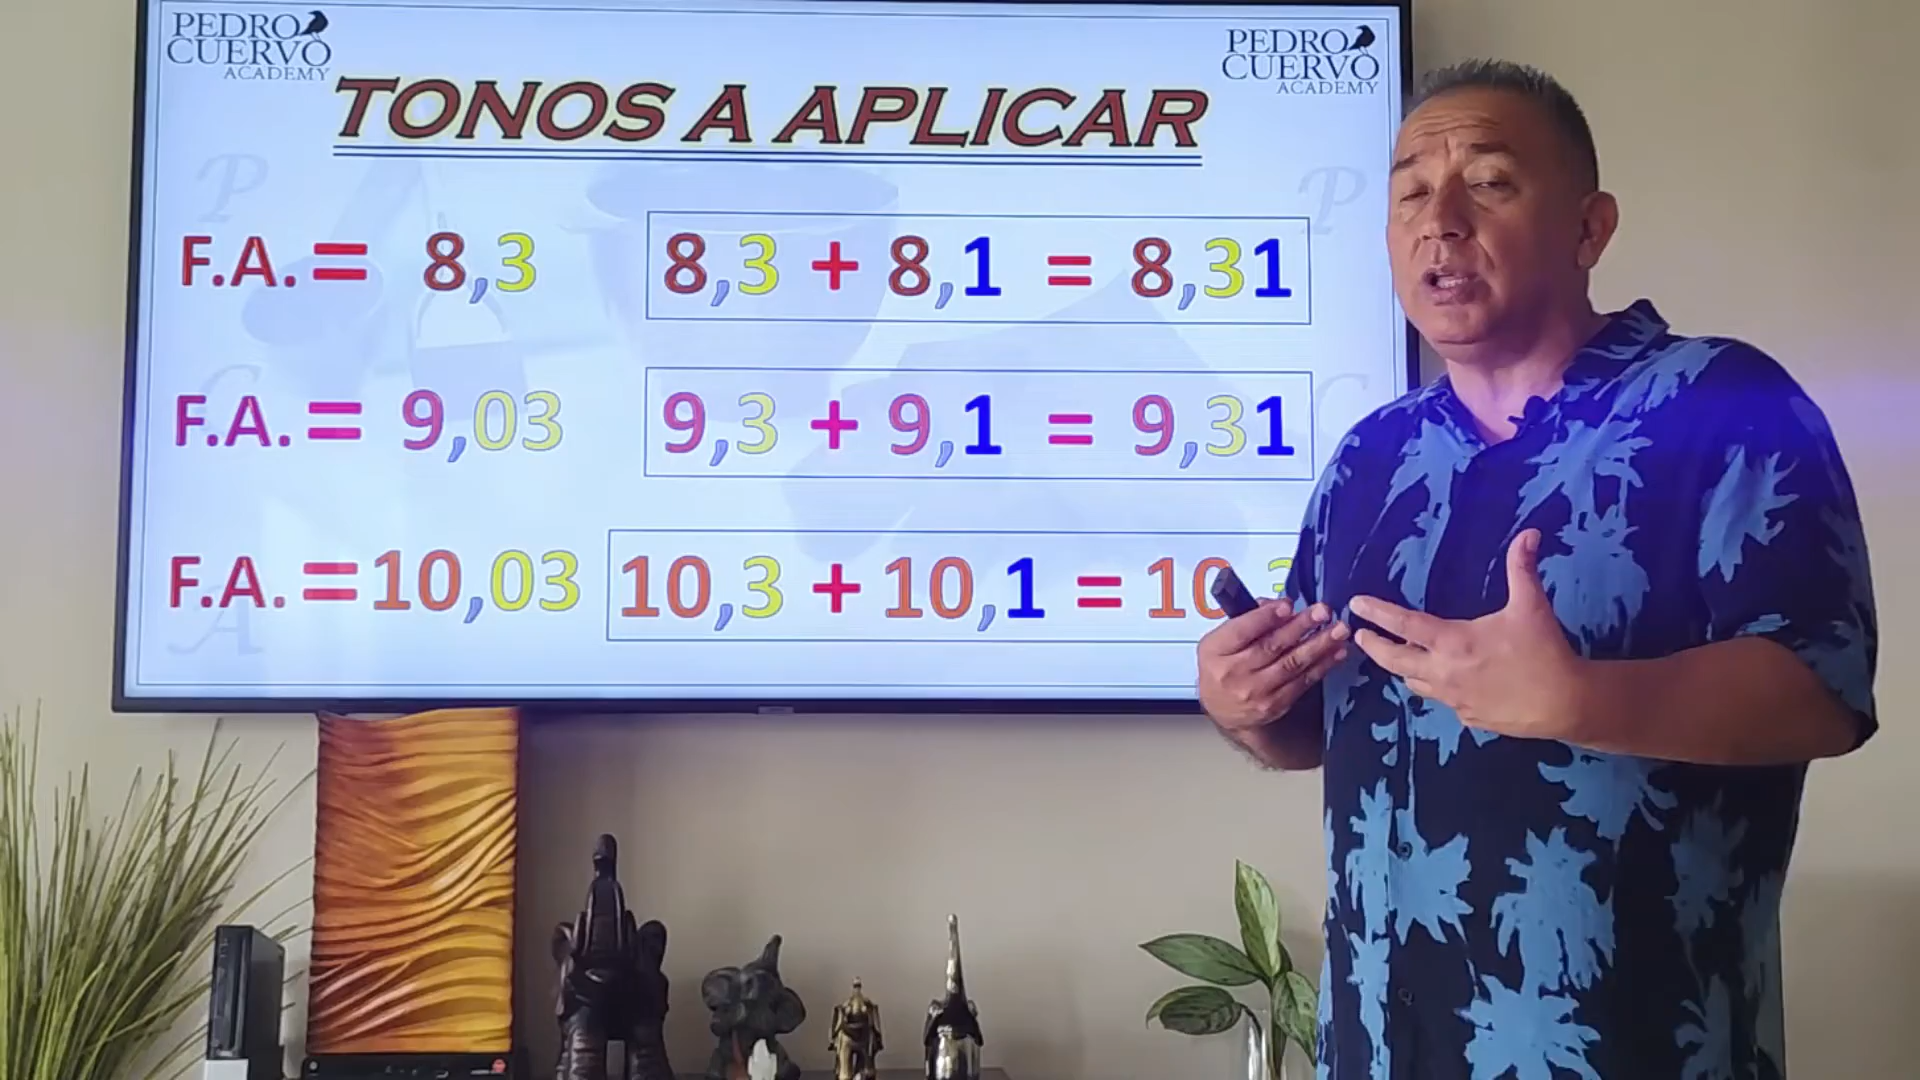 PEDRO
CUERVO
ACADEMY
PEDRO
CUERVO
ACADEMY
TONOS A APLICAR
F.A. = 8,3
8,3 + 8,1 = 8,31
F.A. = 9,03
9,3 + 9,1 = 9,31
F.A. = 10,03
10,3 + 10,1 = 10,3
P
C
A
P
C